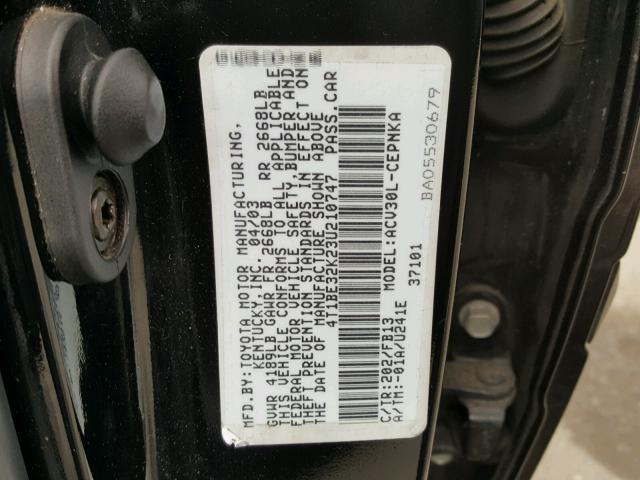 MFD.BY:TOYOTA MOTOR MANUFACTURING,
KENTUCKY,INC. 04/03
GVWR 4189LB GAWR FR 2668LB RR 2668LB
THIS VEHICLE CONFORMS TO ALL APPLICABLE
FEDERAL MOTOR VEHICLE SAFETY,BUMPER AND
THEFT PREVENTION STANDARDS IN EFFECT ON
THE DATE OF MANUFACTURE SHOWN ABOVE
4T1BE32K23U210747 PASS.CAR
MODEL:ACV30L-CEPNKA
C/TR:202/FB13 37101
A/TM:-01A/U241E
BA05530679